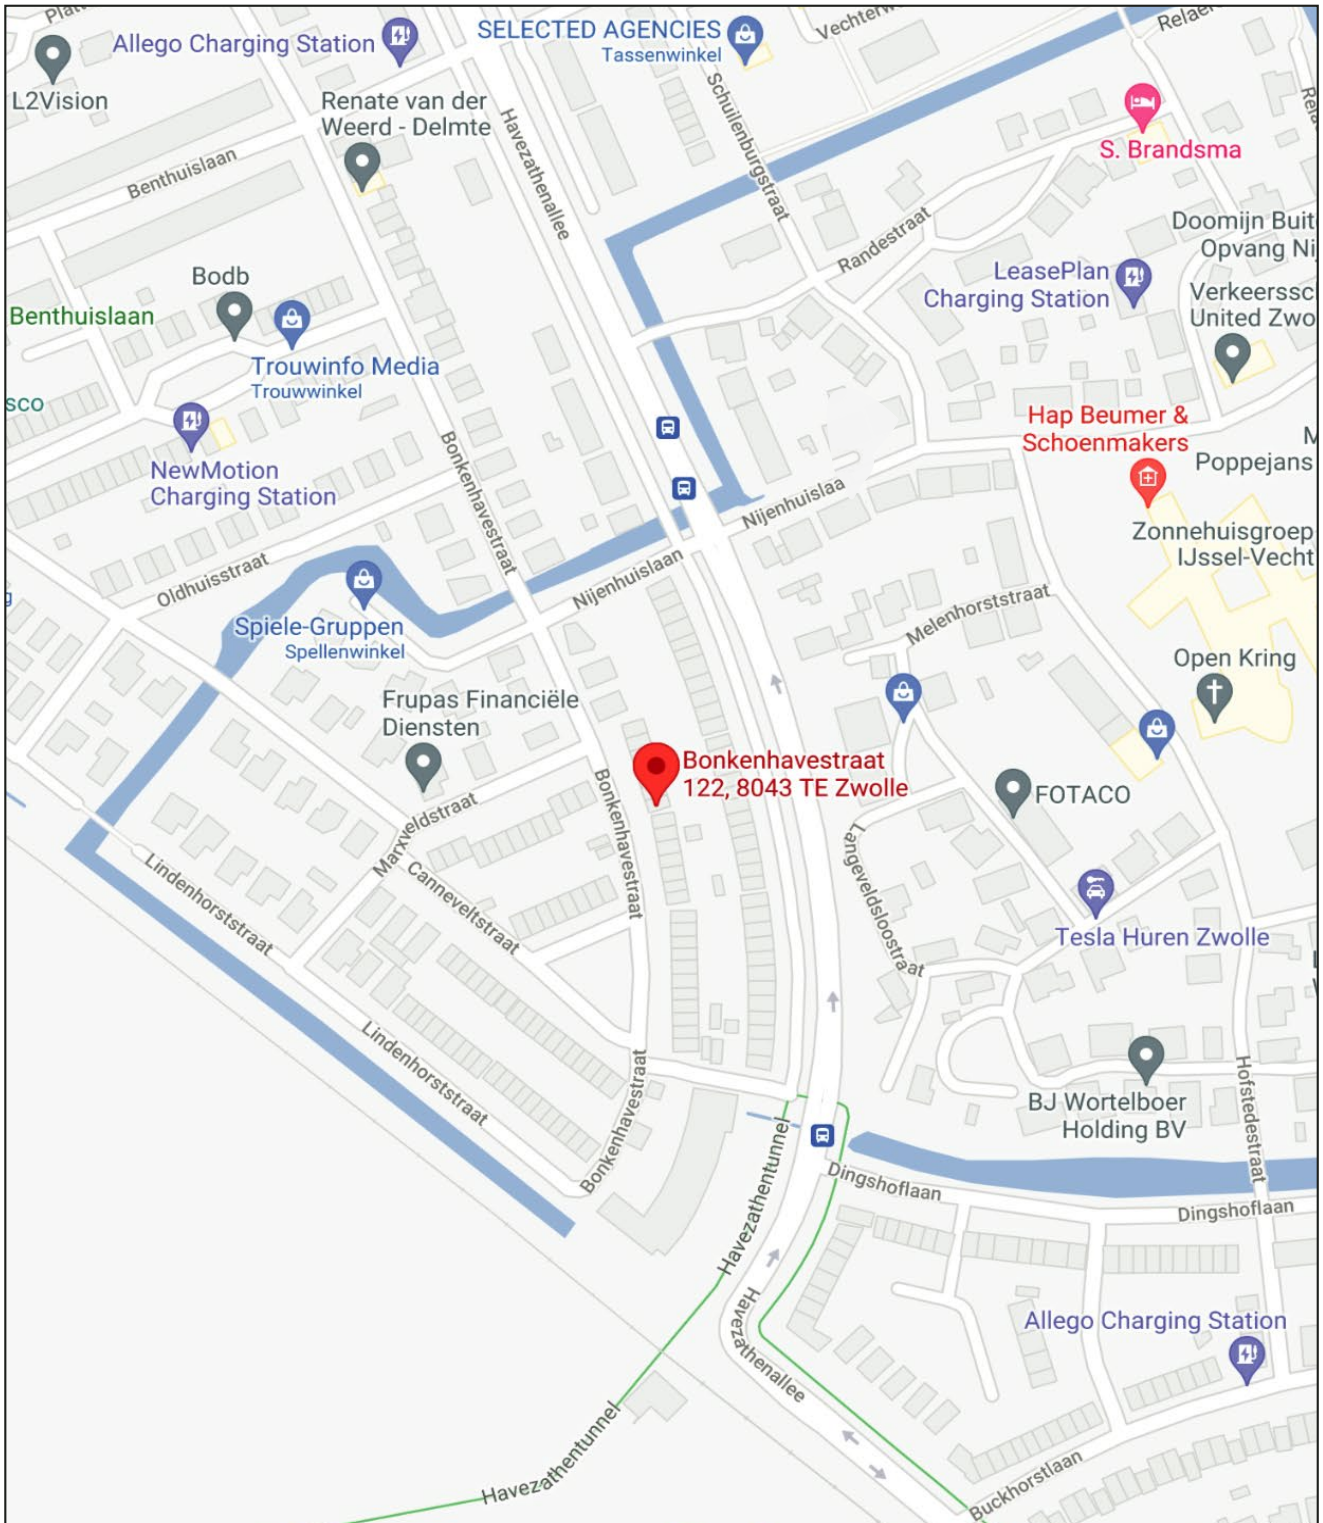 Allego Charging Station
SELECTED AGENCIES
Tassenwinkel
L2Vision
Renate van der
Weerd - Delmte
Havezathenallee
Schuilenburgstraat
S. Brandsma
Benthuislaan
Randestraat
Doomijn Buit
Opvang Nij
Bodb
LeasePlan
Charging Station
Verkeerssc
United Zwo
Benthuislaan
Trouwinfo Media
Trouwwinkel
sco
Hap Beumer &
Schoenmakers
Poppejans
NewMotion
Charging Station
Bonkenhavestraat
Nijenhuislaa
Zonnehuisgroep
IJssel-Vecht
Oldhuisstraat
Nijenhuislaan
Spiele-Gruppen
Spellenwinkel
Melenhorststraat
Open Kring
Frupas Financiële
Diensten
Bonkenhavestraat
122, 8043 TE Zwolle
FOTACO
Bonkenhavestraat
Marxveldstraat
Langeveldsloostraat
Lindenhorststraat
Canneveltstraat
Tesla Huren Zwolle
Lindenhorststraat
Bonkenhavestraat
BJ Wortelboer
Holding BV
Hofstedestraat
Havezathentunnel
Dingshoflaan
Dingshoflaan
Havezathenallee
Allego Charging Station
Havezathentunnel
Buckhorstlaan